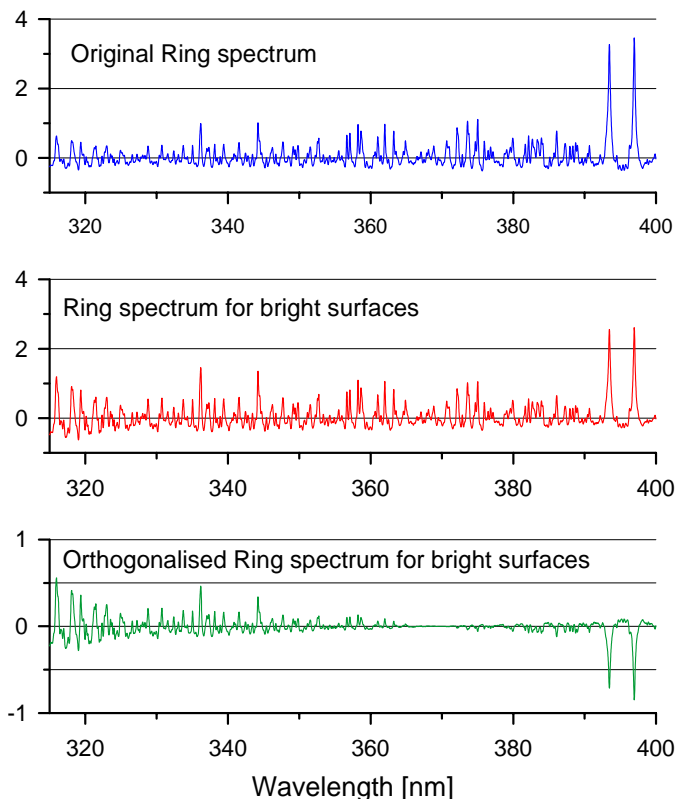 4
Original Ring spectrum
2
0
320 340 360 380 400
4
Ring spectrum for bright surfaces
2
0
320 340 360 380 400
1
Orthogonalised Ring spectrum for bright surfaces
0
-1
320 340 360 380 400
Wavelength [nm]